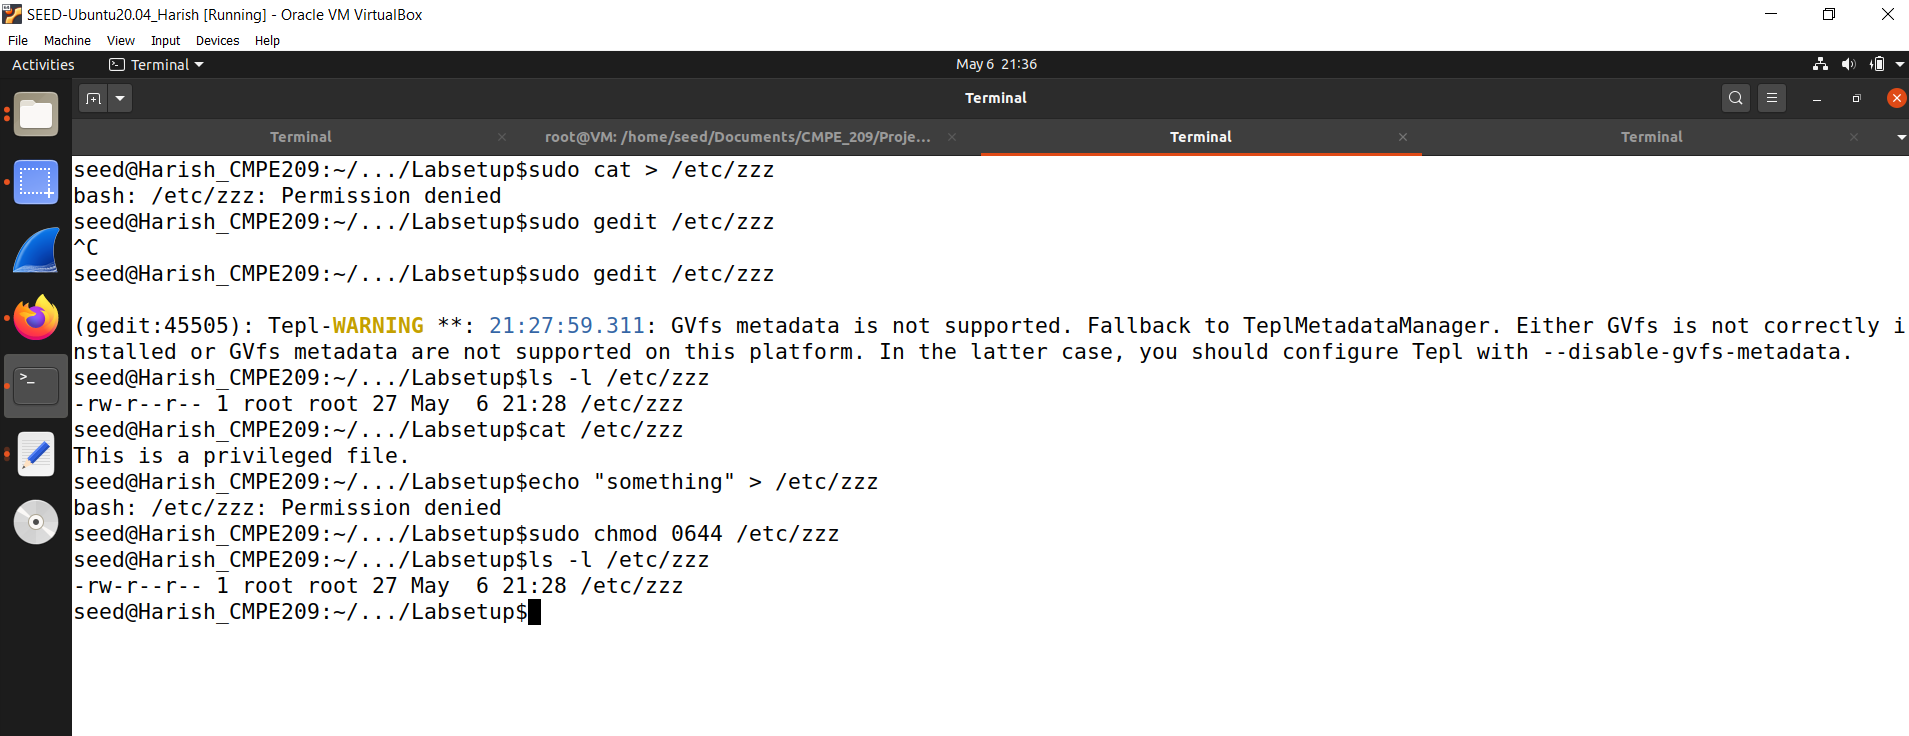 SEED-Ubuntu20.04_Harish [Running] - Oracle VM VirtualBox
File Machine View Input Devices Help
Activities Terminal May 6 21:36
Terminal
Terminal root@VM: /home/seed/Documents/CMPE_209/Proje... Terminal Terminal
seed@Harish_CMPE209:~/.../Labsetup$sudo cat > /etc/zzz
bash: /etc/zzz: Permission denied
seed@Harish_CMPE209:~/.../Labsetup$sudo gedit /etc/zzz
^C
seed@Harish_CMPE209:~/.../Labsetup$sudo gedit /etc/zzz
(gedit:45505): Tepl-WARNING **: 21:27:59.311: GVfs metadata is not supported. Fallback to TeplMetadataManager. Either GVfs is not correctly i
nstalled or GVfs metadata are not supported on this platform. In the latter case, you should configure Tepl with --disable-gvfs-metadata.
seed@Harish_CMPE209:~/.../Labsetup$ls -l /etc/zzz
-rw-r--r-- 1 root root 27 May  6 21:28 /etc/zzz
seed@Harish_CMPE209:~/.../Labsetup$cat /etc/zzz
This is a privileged file.
seed@Harish_CMPE209:~/.../Labsetup$echo "something" > /etc/zzz
bash: /etc/zzz: Permission denied
seed@Harish_CMPE209:~/.../Labsetup$sudo chmod 0644 /etc/zzz
seed@Harish_CMPE209:~/.../Labsetup$ls -l /etc/zzz
-rw-r--r-- 1 root root 27 May  6 21:28 /etc/zzz
seed@Harish_CMPE209:~/.../Labsetup$